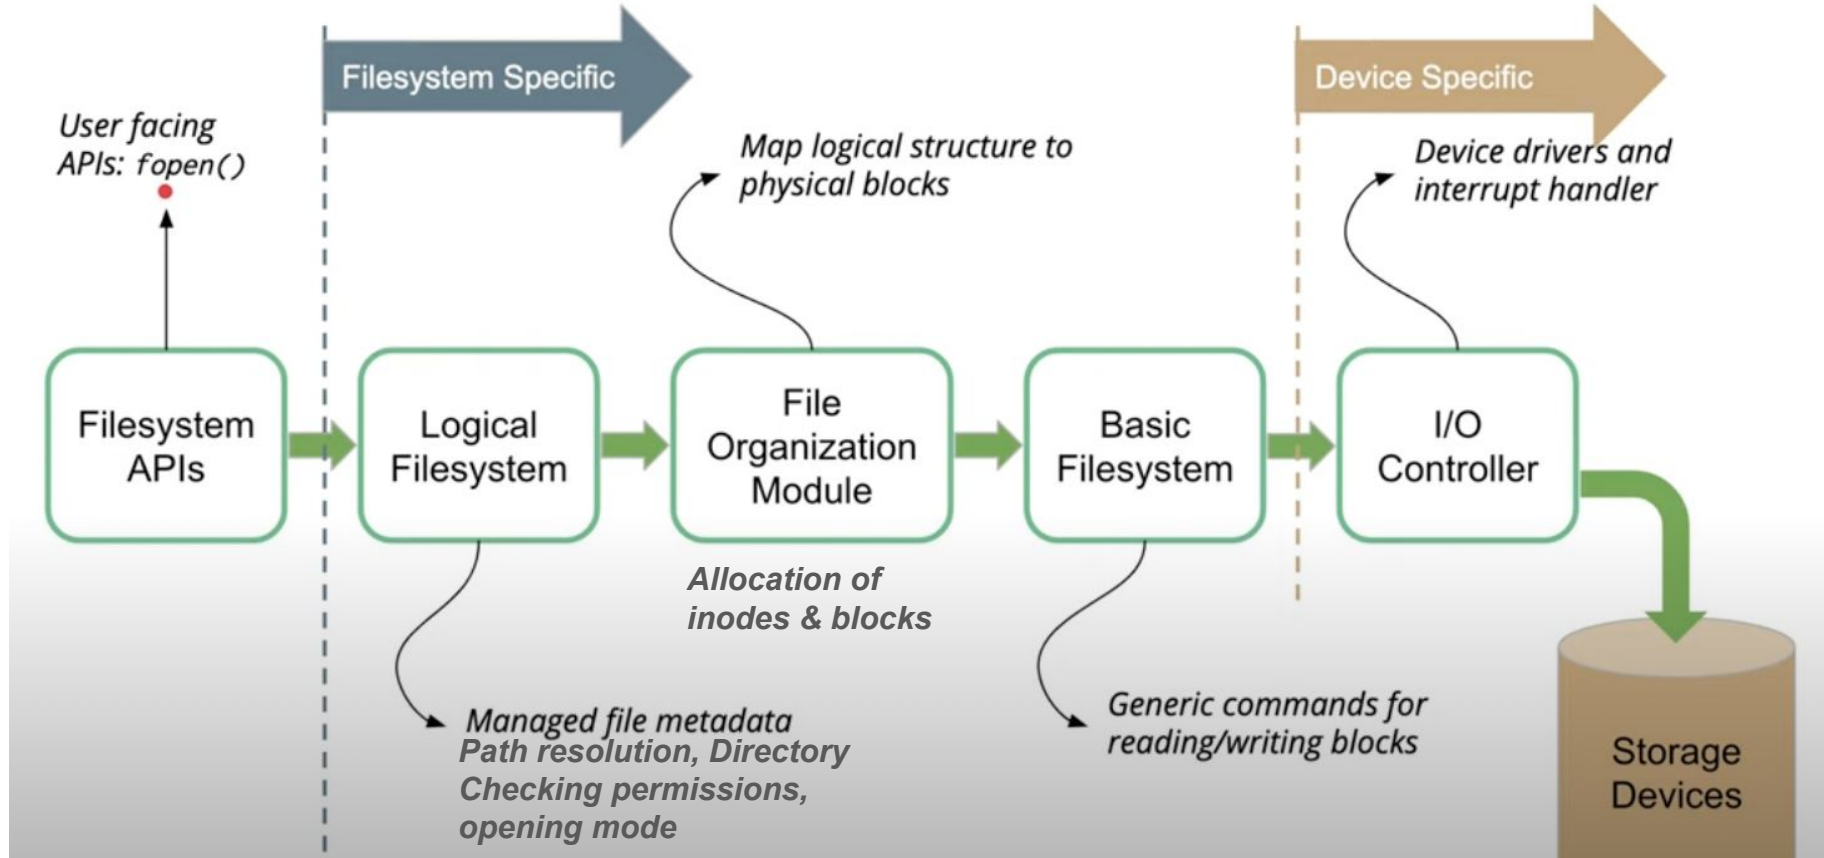 Filesystem Specific
Device Specific
User facing
APIs: fopen()
Map logical structure to
physical blocks
Device drivers and
interrupt handler
Filesystem
APIs
Logical
Filesystem
File
Organization
Module
Basic
Filesystem
I/O
Controller
Allocation of
inodes & blocks
Managed file metadata
Path resolution, Directory
Checking permissions,
opening mode
Generic commands for
reading/writing blocks
Storage
Devices